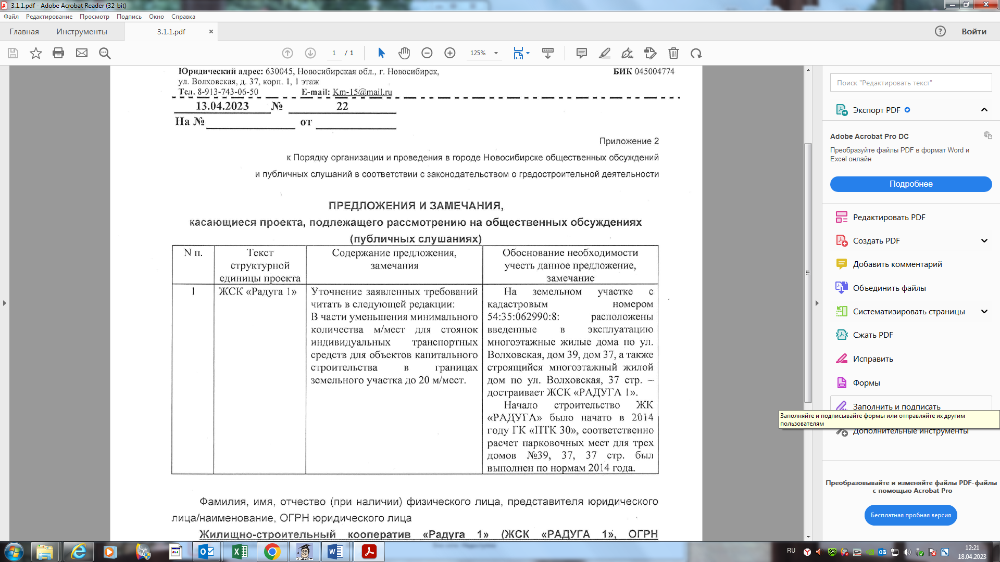 3.1.1.pdf - Adobe Acrobat Reader (32-bit)
Файл Редактирование Просмотр Подпись Окно Справка
Главная Инструменты 3.1.1.pdf × ? Войти
1 / 1 125%
Юридический адрес: 630045, Новосибирская обл., г. Новосибирск, БИК 045004774
ул. Волховская, д. 37, корп. 1, 1 этаж
Тел. 8-913-743-06-50 E-mail: Km-15@mail.ru
13.04.2023 № 22
На № от
Приложение 2
к Порядку организации и проведения в городе Новосибирске общественных обсуждений
и публичных слушаний в соответствии с законодательством о градостроительной деятельности
ПРЕДЛОЖЕНИЯ И ЗАМЕЧАНИЯ,
касающиеся проекта, подлежащего рассмотрению на общественных обсуждениях
(публичных слушаниях)
N п.
Текст
структурной
единицы проекта
Содержание предложения,
замечания
Обоснование необходимости
учесть данное предложение,
замечание
1
ЖСК «Радуга 1»
Уточнение заявленных требований
читать в следующей редакции:
В части уменьшения минимального
количества м/мест для стоянок
индивидуальных транспортных
средств для объектов капитального
строительства в границах
земельного участка до 20 м/мест.
На земельном участке с
кадастровым номером
54:35:062990:8: расположены
введенные в эксплуатацию
многоэтажные жилые дома по ул.
Волховская, дом 39, дом 37, а также
строящийся многоэтажный жилой
дом по ул. Волховская, 37 стр. –
достраивает ЖСК «РАДУГА 1».
Начало строительство ЖК
«РАДУГА» было начато в 2014
году ГК «ПТК 30», соответственно
расчет парковочных мест для трех
домов №39, 37, 37 стр. был
выполнен по нормам 2014 года.
Фамилия, имя, отчество (при наличии) физического лица, представителя юридического
лица/наименование, ОГРН юридического лица
Жилищно-строительный кооператив «Радуга 1» (ЖСК «РАДУГА 1», ОГРН
Поиск "Редактировать текст"
Экспорт PDF
Adobe Acrobat Pro DC
Преобразуйте файлы PDF в формат Word и
Excel онлайн
Подробнее
Редактировать PDF
Создать PDF
Добавить комментарий
Объединить файлы
Систематизировать страницы
Сжать PDF
Исправить
Формы
Заполнить и подписать
Заполняйте и подписывайте формы или отправляйте их другим
пользователям
Дополнительные инструменты
Преобразовывайте и изменяйте файлы PDF-файлы
с помощью Acrobat Pro
Бесплатная пробная версия
RU
12:21
18.04.2023